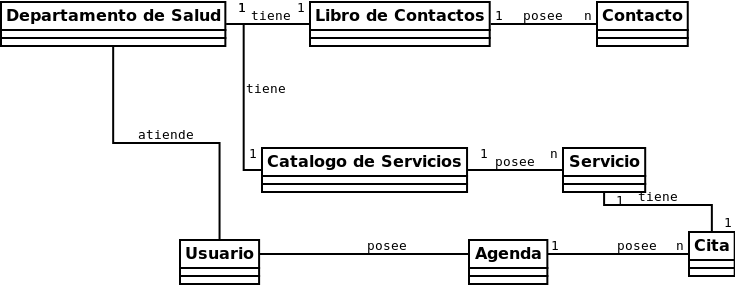 Departamento de Salud 1 tiene 1 Libro de Contactos 1 posee n Contacto
tiene
atiende
1 Catalogo de Servicios 1 posee n Servicio
1 tiene 1
Usuario posee Agenda 1 posee n Cita